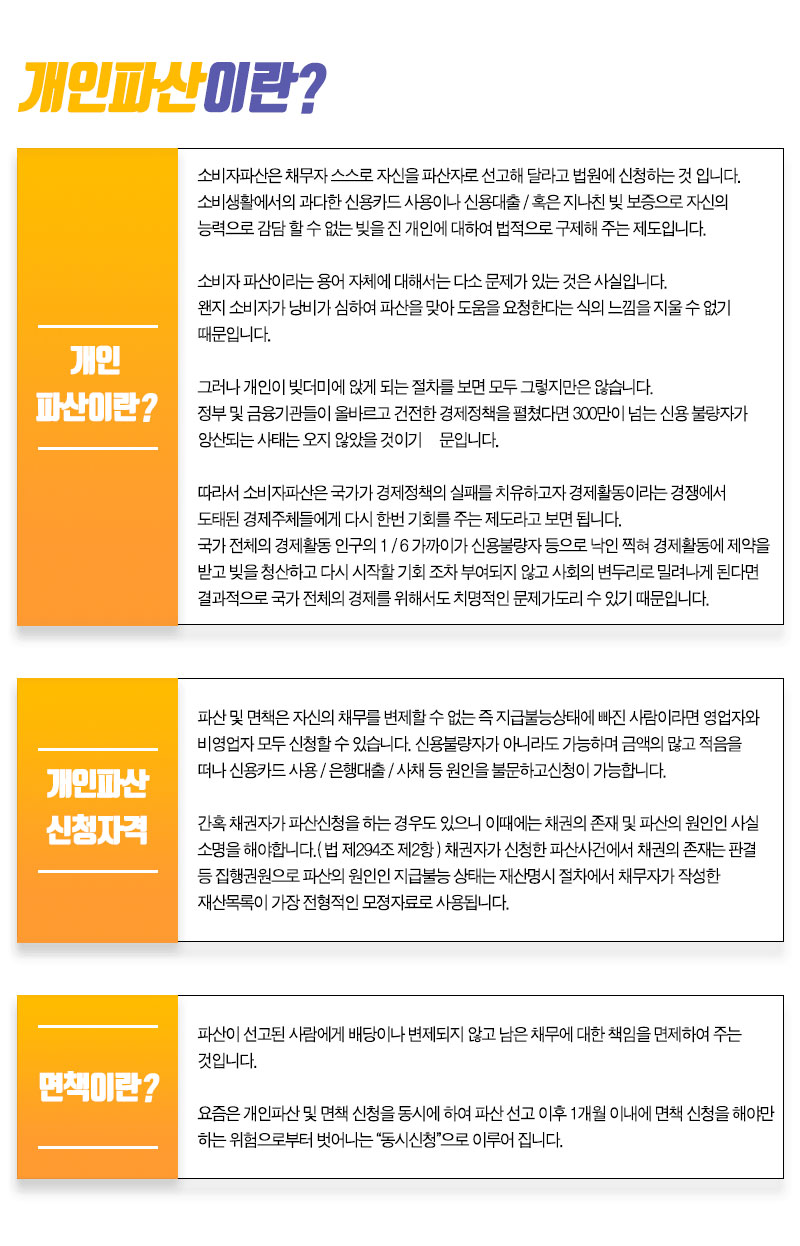 개인파산이란?
개인
파산이란?
소비자파산은 채무자 스스로 자신을 파산자로 선고해 달라고 법원에 신청하는 것 입니다.
소비생활에서의 과다한 신용카드 사용이나 신용대출 / 혹은 지나친 빚 보증으로 자신의
능력으로 감담 할 수 없는 빚을 진 개인에 대하여 법적으로 구제해 주는 제도입니다.
소비자 파산이라는 용어 자체에 대해서는 다소 문제가 있는 것은 사실입니다.
왠지 소비자가 낭비가 심하여 파산을 맞아 도움을 요청한다는 식의 느낌을 지울 수 없기
때문입니다.
그러나 개인이 빚더미에 앉게 되는 절차를 보면 모두 그렇지만은 않습니다.
정부 및 금융기관들이 올바르고 건전한 경제정책을 펼쳤다면 300만이 넘는 신용 불량자가
양산되는 사태는 오지 않았을 것이기 문입니다.
따라서 소비자파산은 국가가 경제정책의 실패를 치유하고자 경제활동이라는 경쟁에서
도태된 경제주체들에게 다시 한번 기회를 주는 제도라고 보면 됩니다.
국가 전체의 경제활동 인구의 1 / 6 가까이가 신용불량자 등으로 낙인 찍혀 경제활동에 제약을
받고 빚을 청산하고 다시 시작할 기회 조차 부여되지 않고 사회의 변두리로 밀려나게 된다면
결과적으로 국가 전체의 경제를 위해서도 치명적인 문제가도리 수 있기 때문입니다.
개인파산
신청자격
파산 및 면책은 자신의 채무를 변제할 수 없는 즉 지급불능상태에 빠진 사람이라면 영업자와
비영업자 모두 신청할 수 있습니다. 신용불량자가 아니라도 가능하며 금액의 많고 적음을
떠나 신용카드 사용 / 은행대출 / 사채 등 원인을 불문하고신청이 가능합니다.
간혹 채권자가 파산신청을 하는 경우도 있으니 이때에는 채권의 존재 및 파산의 원인인 사실
소명을 해야합니다.( 법 제294조 제2항 ) 채권자가 신청한 파산사건에서 채권의 존재는 판결
등 집행권원으로 파산의 원인인 지급불능 상태는 재산명시 절차에서 채무자가 작성한
재산목록이 가장 전형적인 모졍자료로 사용됩니다.
면책이란?
파산이 선고된 사람에게 배당이나 변제되지 않고 남은 채무에 대한 책임을 면제하여 주는
것입니다.
요즘은 개인파산 및 면책 신청을 동시에 하여 파산 선고 이후 1개월 이내에 면책 신청을 해야만
하는 위험으로부터 벗어나는 “동시신청”으로 이루어 집니다.